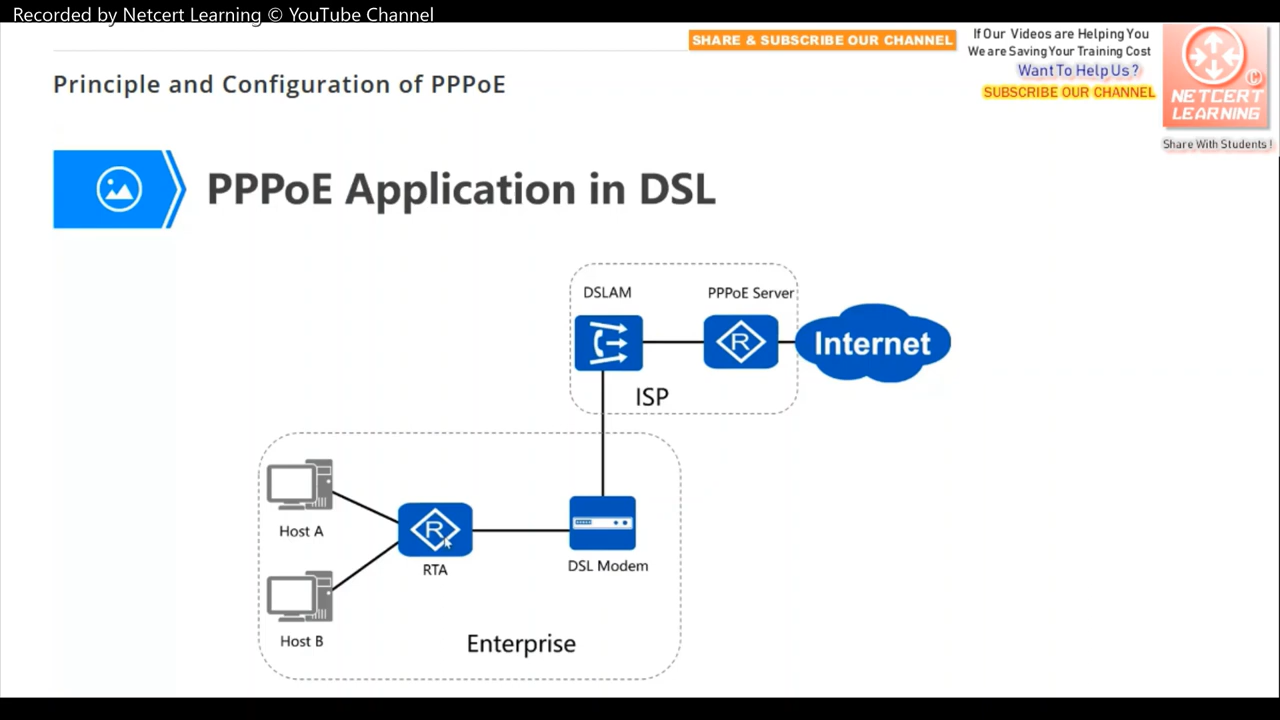 Recorded by Netcert Learning © YouTube Channel
SHARE & SUBSCRIBE OUR CHANNEL
If Our Videos are Helping You
We are Saving Your Training Cost
Want To Help Us ?
SUBSCRIBE OUR CHANNEL
C
NETCERT
LEARNING
Share With Students !
Principle and Configuration of PPPoE
PPPoE Application in DSL
DSLAM
PPPoE Server
R
Internet
ISP
Host A
R
RTA
DSL Modem
Host B
Enterprise